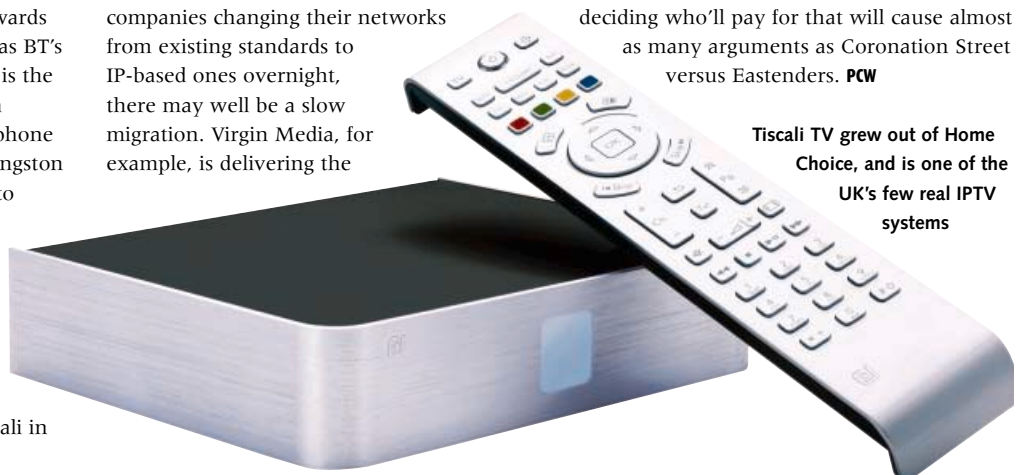 wards
as BT's
is the
phone
ngston
to
ali in
companies changing their networks
from existing standards to
IP-based ones overnight,
there may well be a slow
migration. Virgin Media, for
example, is delivering the
deciding who'll pay for that will cause almost
as many arguments as Coronation Street
versus Eastenders. PCW
Tiscali TV grew out of Home
Choice, and is one of the
UK's few real IPTV
systems